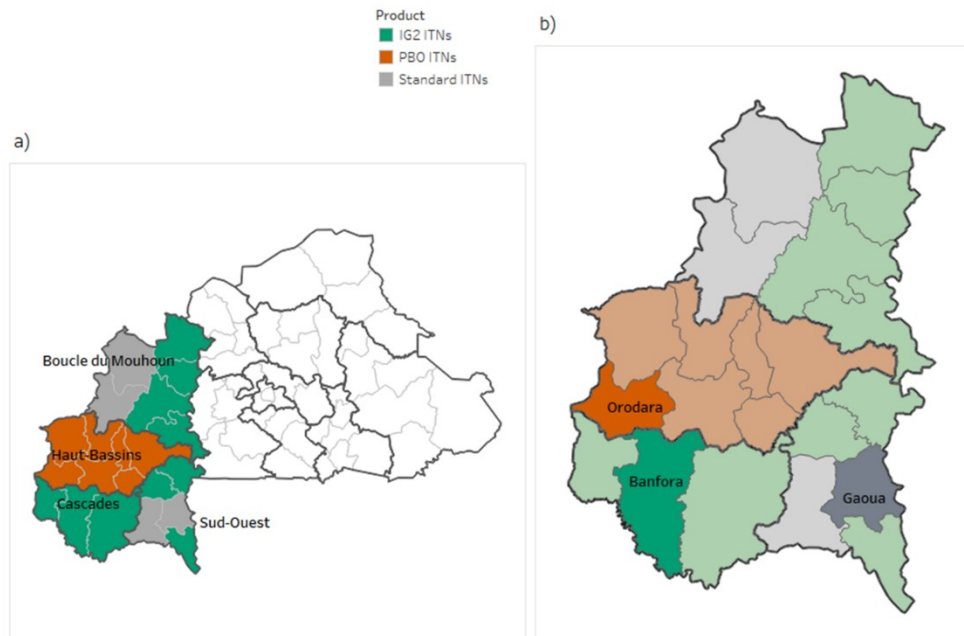 Product
IG2 ITNs
PBO ITNs
Standard ITNs
a)
Boucle du Mouhoun
Haut-Bassins
Cascades
Sud-Ouest
b)
Orodara
Banfora
Gaoua